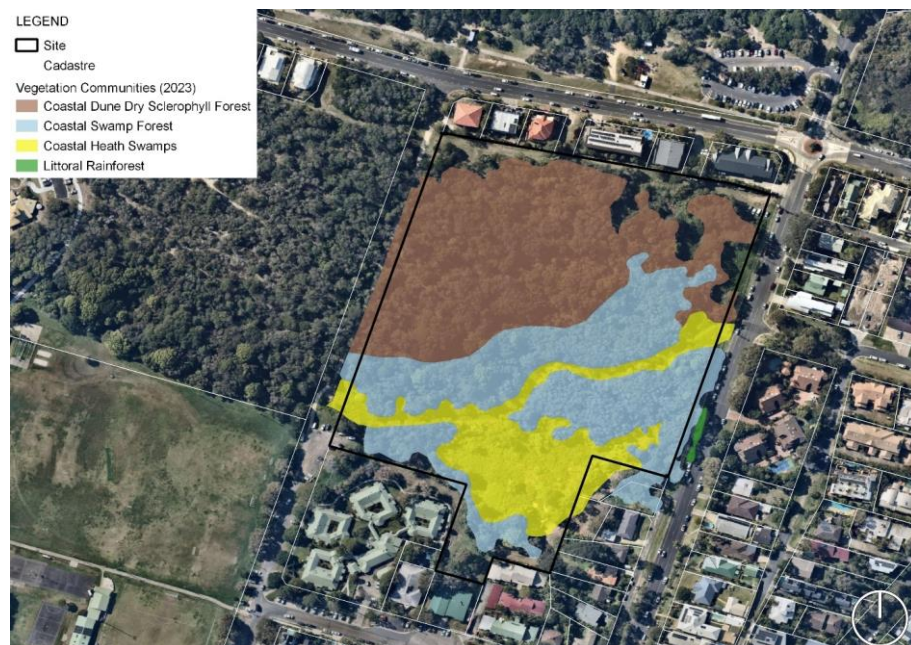 LEGEND
Site
Cadastre
Vegetation Communities (2023)
Coastal Dune Dry Sclerophyll Forest
Coastal Swamp Forest
Coastal Heath Swamps
Littoral Rainforest